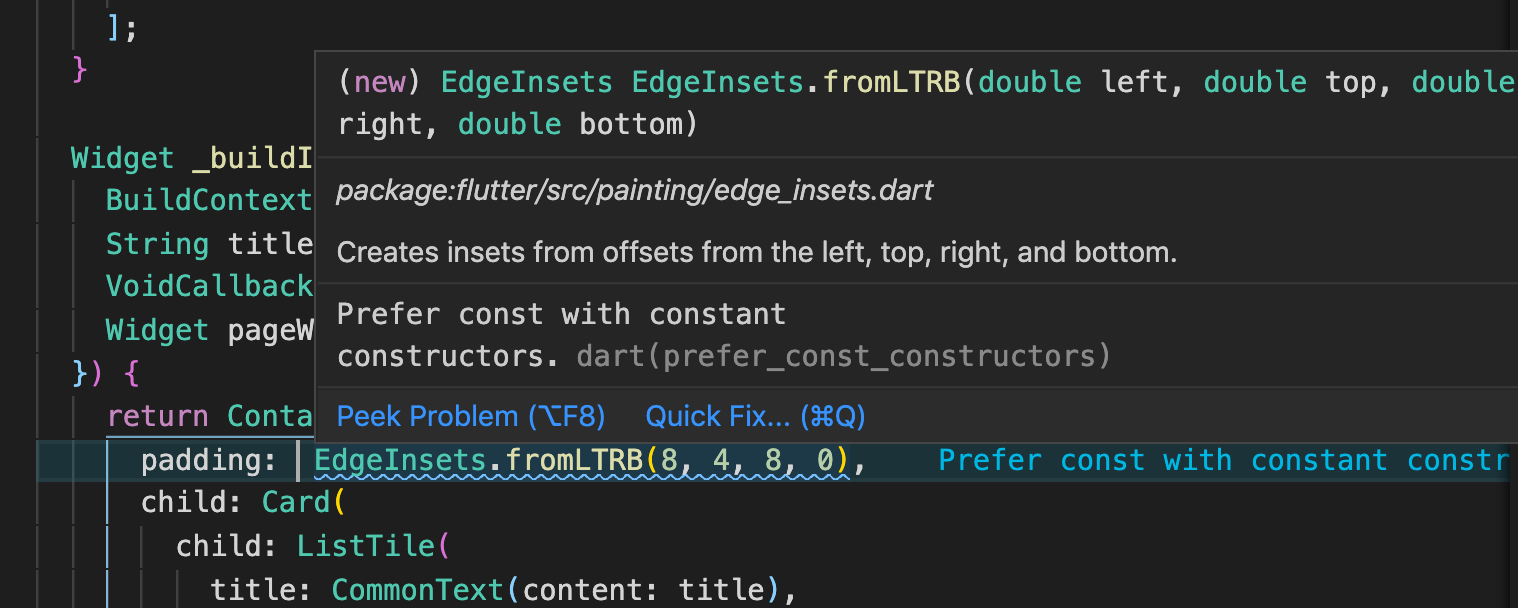 ];
}
(new) EdgeInsets EdgeInsets.fromLTRB(double left, double top, double
right, double bottom)
package:flutter/src/painting/edge_insets.dart
Creates insets from offsets from the left, top, right, and bottom.
Prefer const with constant
constructors. dart(prefer_const_constructors)
Peek Problem (⌥F8) Quick Fix... (⌘Q)
Widget _buildI
BuildContext
String title
VoidCallback
Widget pageW
}) {
return Conta
padding: EdgeInsets.fromLTRB(8, 4, 8, 0), Prefer const with constant constr
child: Card(
child: ListTile(
title: CommonText(content: title),